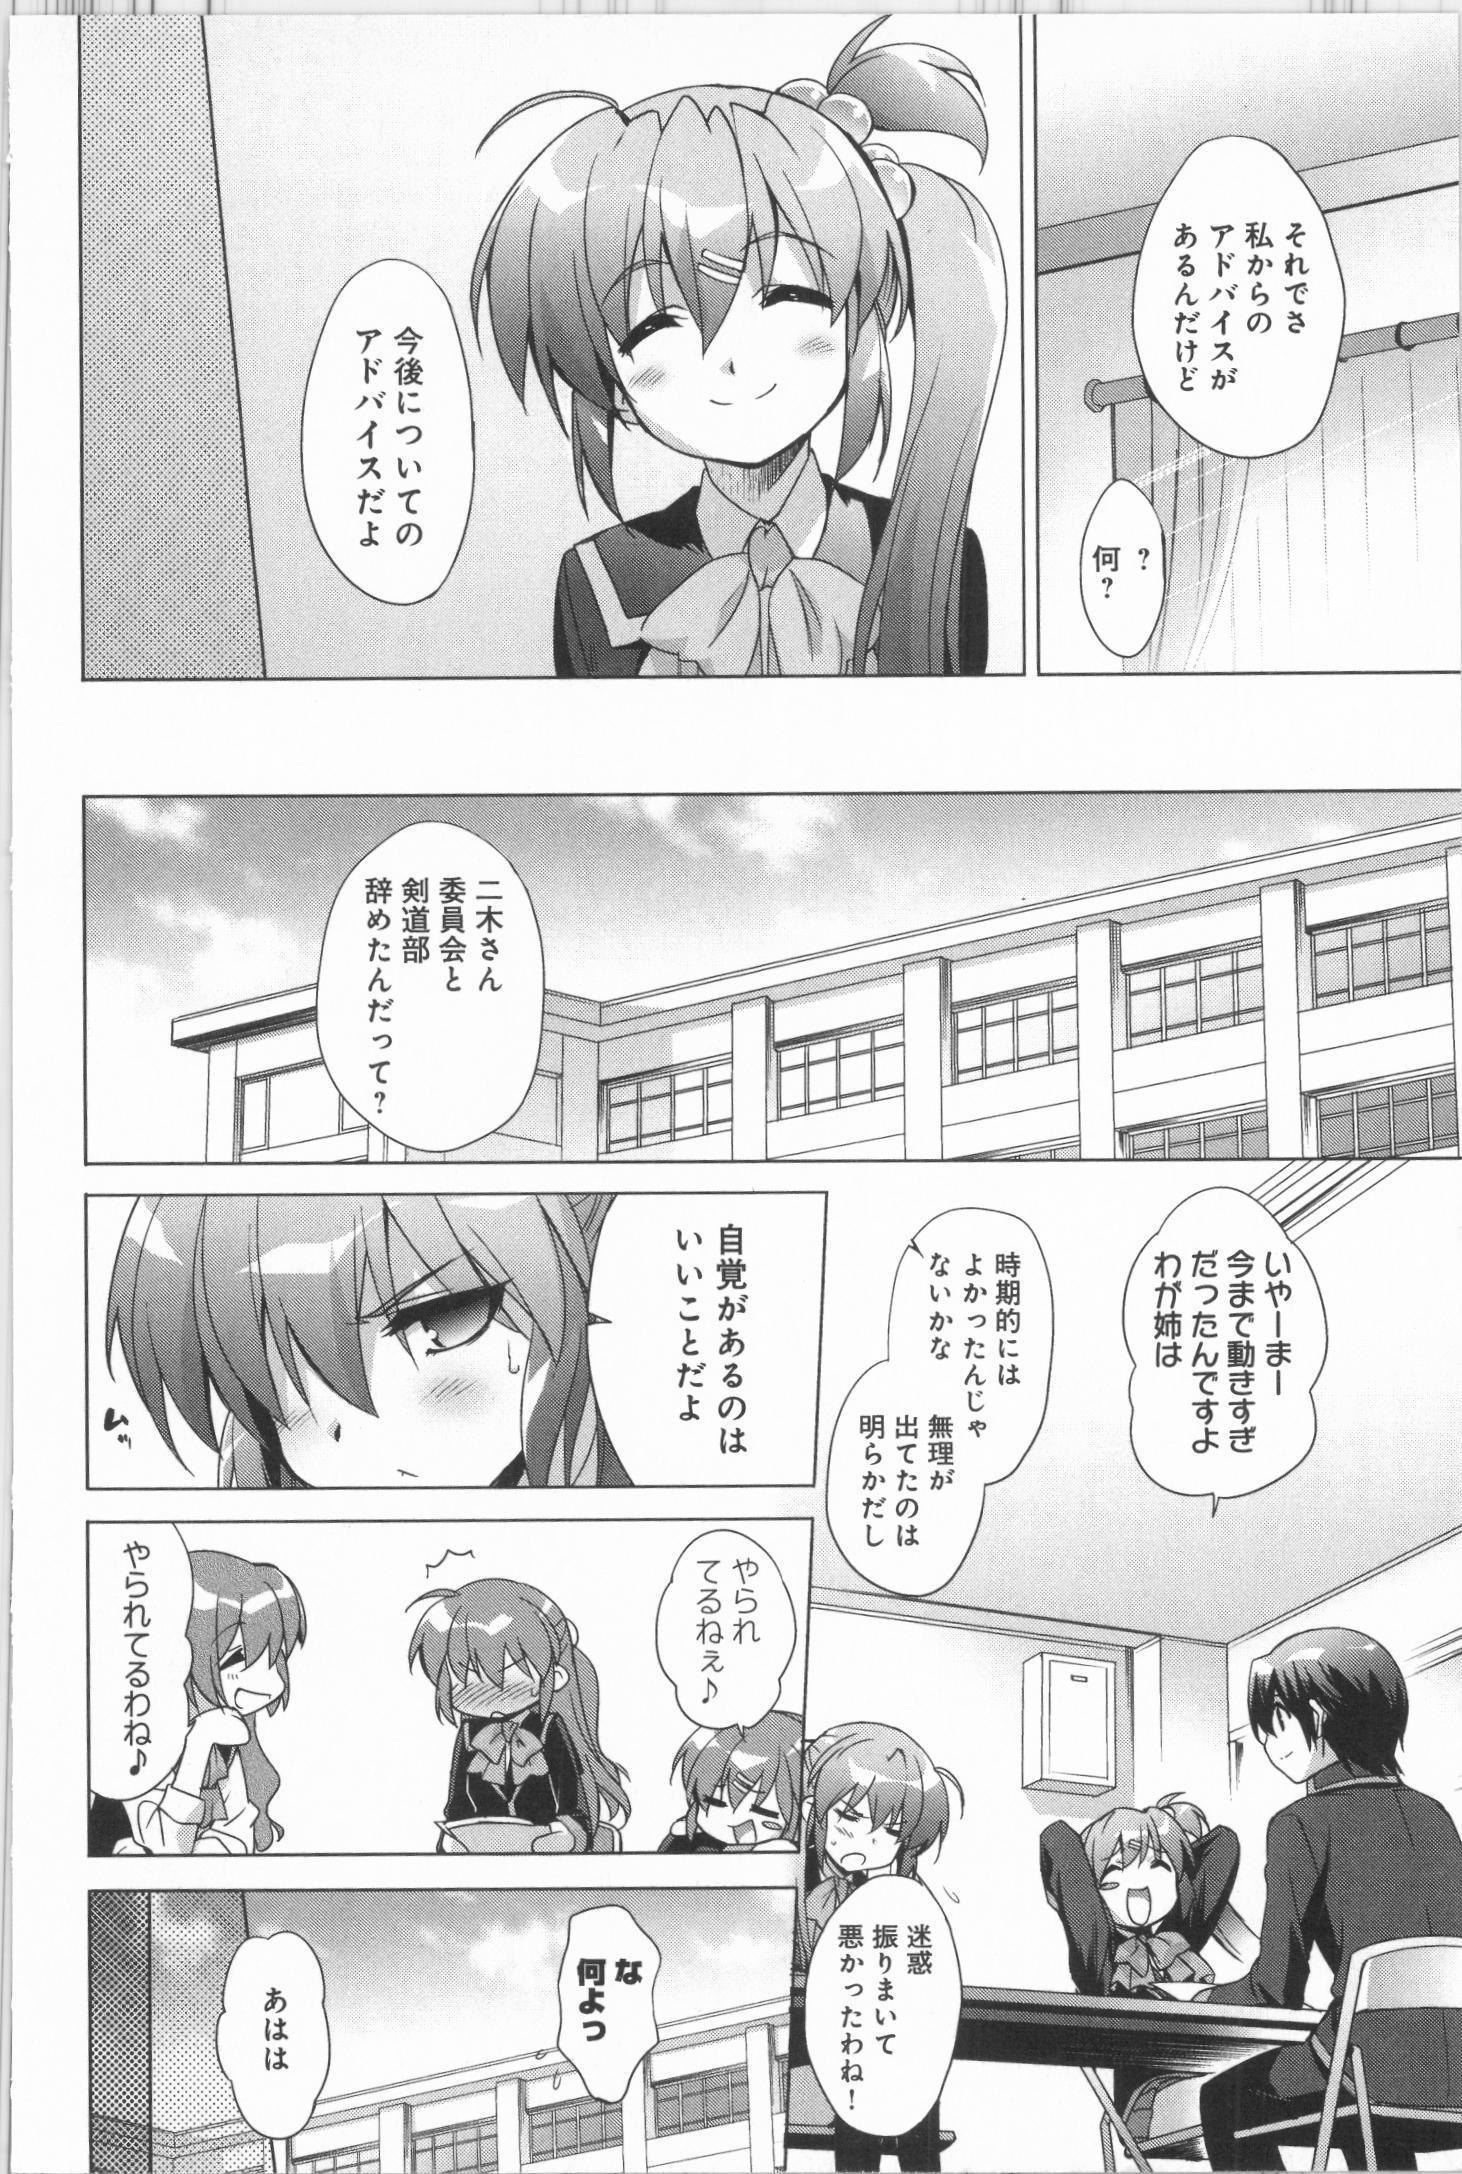 それでさ
私からの
アドバイスが
あるんだけど
？
何？
今後についての
アドバイスだよ
二木さん
委員会と
剣道部
辞めたんだって？
いやーまー
今まで動きすぎ
だったんですよ
わが姉は
時期的には
よかったんじゃ
ないかな
無理が
出てたのは
明らかだし
迷惑
振りまいて
悪かったわね！
自覚があるのは
いいことだよ
ムッ
やられ
てるねぇ♪
やられてるわね♪
な
何よっ
あはは